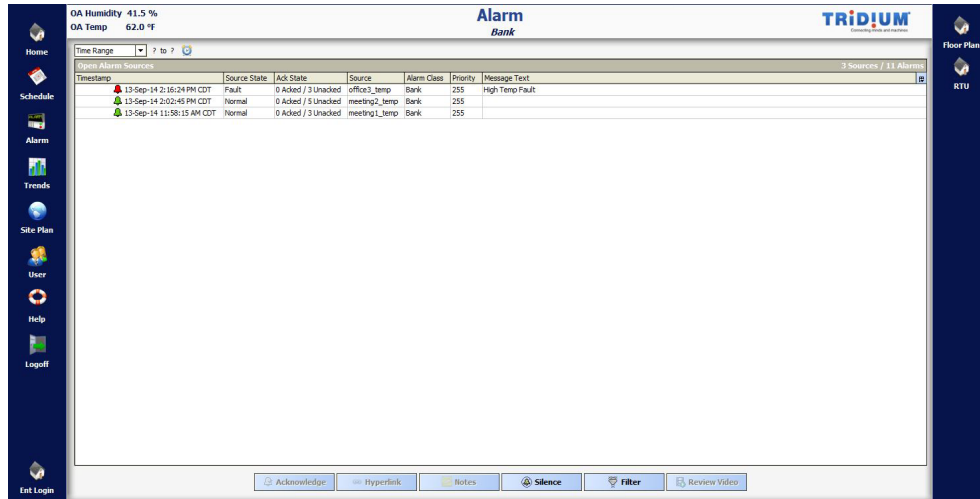 OA Humidity 41.5 %
OA Temp 62.0 °F
Alarm
Bank
TRiDiUM
Connecting minds and machines
Home
Schedule
Alarm
Trends
Site Plan
User
Help
Logoff
Ent Login
Floor Plan
RTU
Time Range ? to ?
Open Alarm Sources 3 Sources / 11 Alarms
Timestamp Source State Ack State Source Alarm Class Priority Message Text
13-Sep-14 2:16:24 PM CDT Fault 0 Acked / 3 Unacked office3_temp Bank 255 High Temp Fault
13-Sep-14 2:02:45 PM CDT Normal 0 Acked / 3 Unacked meeting2_temp Bank 255
13-Sep-14 11:58:15 AM CDT Normal 0 Acked / 3 Unacked meeting1_temp Bank 255
Acknowledge Hyperlink Notes Silence Filter Review Video